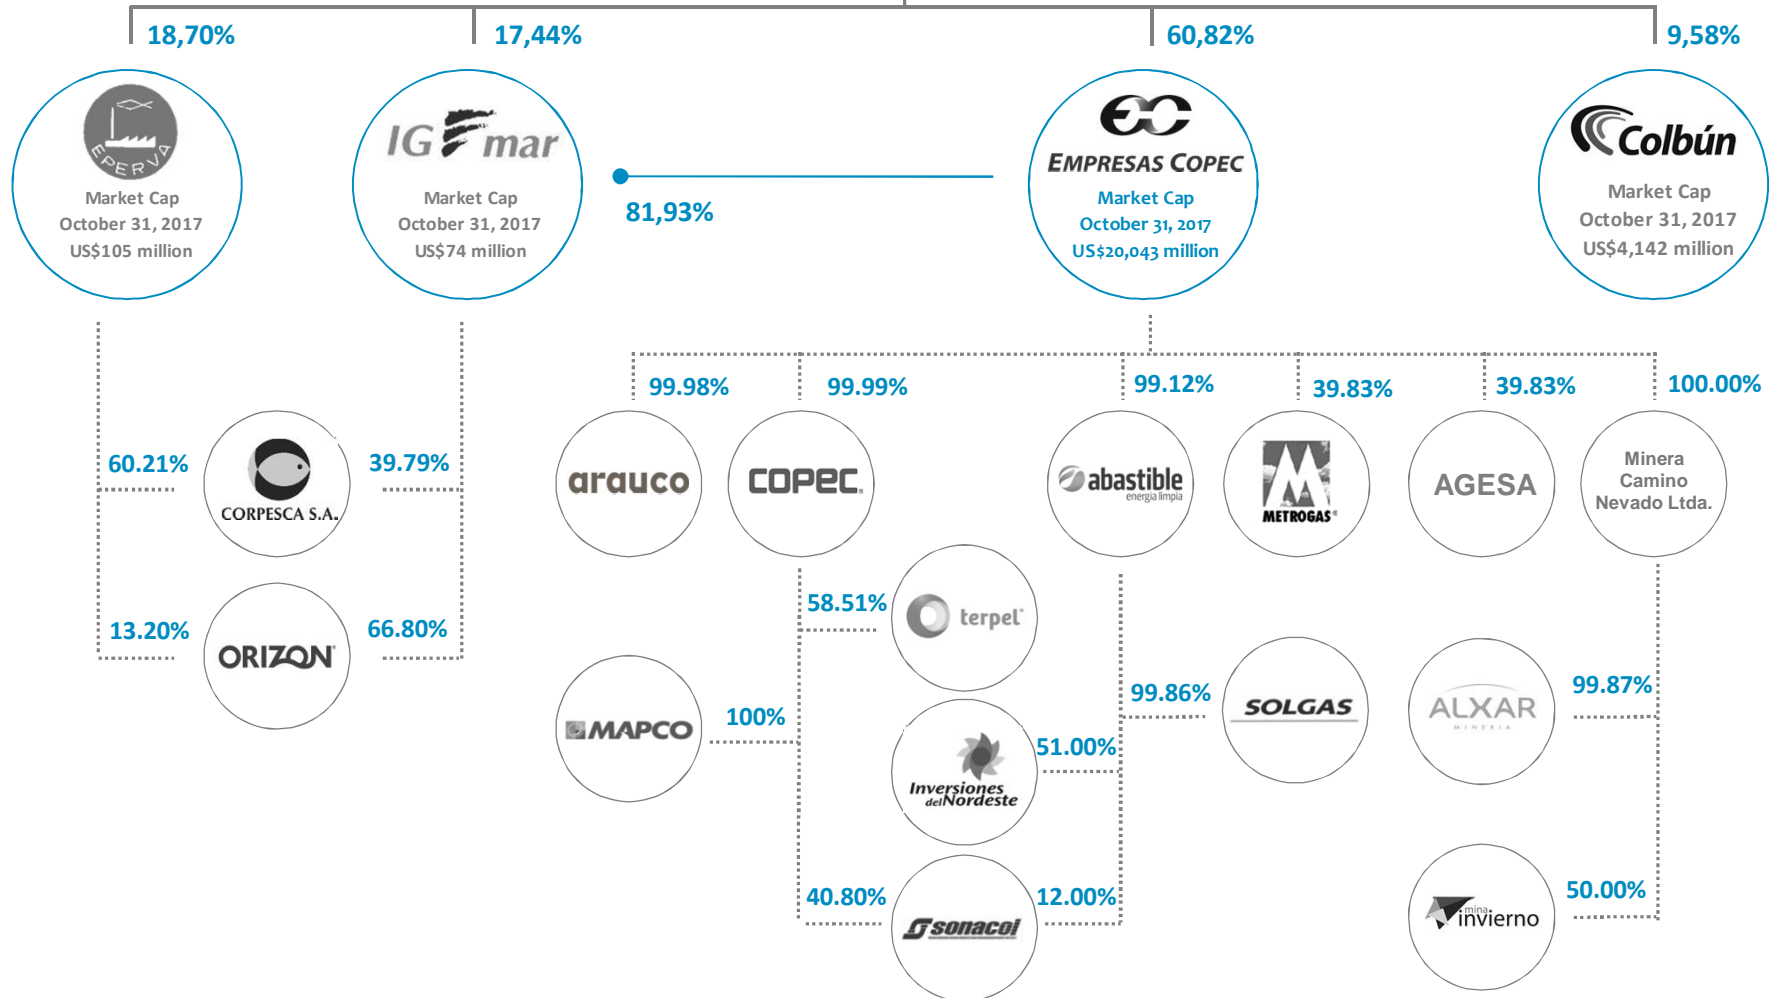 18,70%
17,44%
60,82%
9,58%
EPERVA
Market Cap
October 31, 2017
US$105 million
IG mar
Market Cap
October 31, 2017
US$74 million
81,93%
EC
EMPRESAS COPEC
Market Cap
October 31, 2017
US$20,043 million
Colbún
Market Cap
October 31, 2017
US$4,142 million
99.98%
99.99%
99.12%
39.83%
39.83%
100.00%
60.21%
CORPESCA S.A.
39.79%
arauco
COPEC.
abastible
energía limpia
METROGAS
AGESA
Minera
Camino
Nevado Ltda.
13.20%
ORIZON
66.80%
58.51%
terpel
MAPCO
100%
Inversiones
del Nordeste
51.00%
99.86%
SOLGAS
ALXAR
MINERIA
99.87%
40.80%
sonacol
12.00%
mina
invierno
50.00%